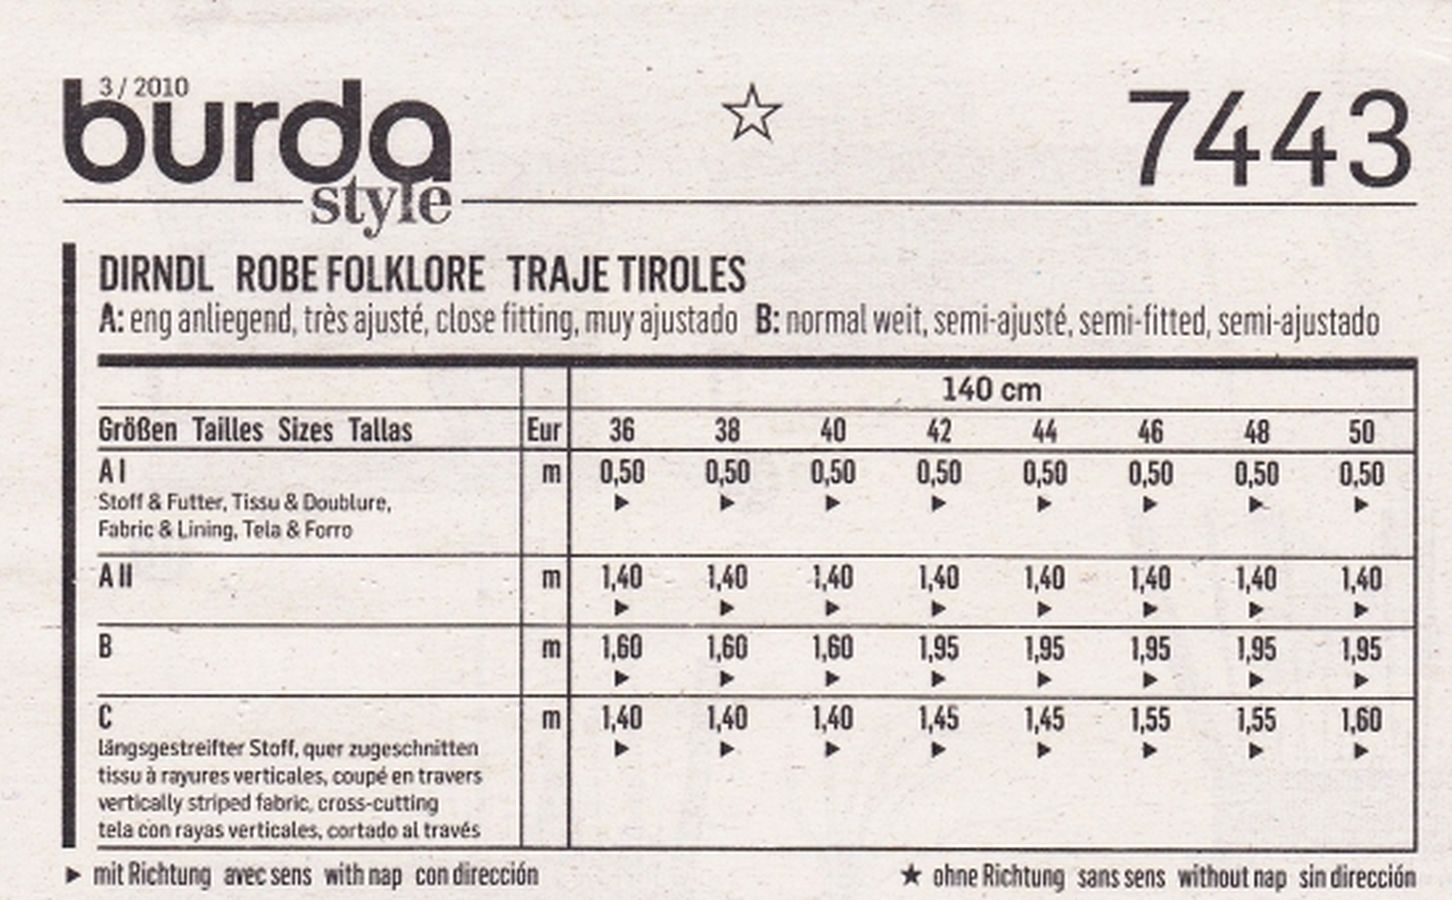 3 / 2010
burda
style
7443
DIRNDL ROBE FOLKLORE TRAJE TIROLES
A: eng anliegend, très ajusté, close fitting, muy ajustado B: normal weit, semi-ajusté, semi-fitted, semi-ajustado
140 cm
Größen Tailles Sizes Tallas Eur 36 38 40 42 44 46 48 50
A I m 0,50 0,50 0,50 0,50 0,50 0,50 0,50 0,50
Stoff & Futter, Tissu & Doublure,
Fabric & Lining, Tela & Forro
A II m 1,40 1,40 1,40 1,40 1,40 1,40 1,40 1,40
B m 1,60 1,60 1,60 1,95 1,95 1,95 1,95 1,95
C m 1,40 1,40 1,40 1,45 1,45 1,55 1,55 1,60
längsgestreifter Stoff, quer zugeschnitten
tissu à rayures verticales, coupé en travers
vertically striped fabric, cross-cutting
tela con rayas verticales, cortado al través
► mit Richtung avec sens with nap con dirección ★ ohne Richtung sans sens without nap sin dirección